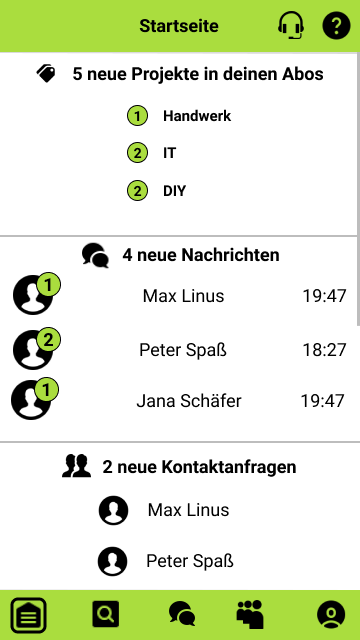 Startseite
5 neue Projekte in deinen Abos
1 Handwerk
2 IT
2 DIY
4 neue Nachrichten
1 Max Linus 19:47
2 Peter Spaß 18:27
1 Jana Schäfer 19:47
2 neue Kontaktanfragen
Max Linus
Peter Spaß